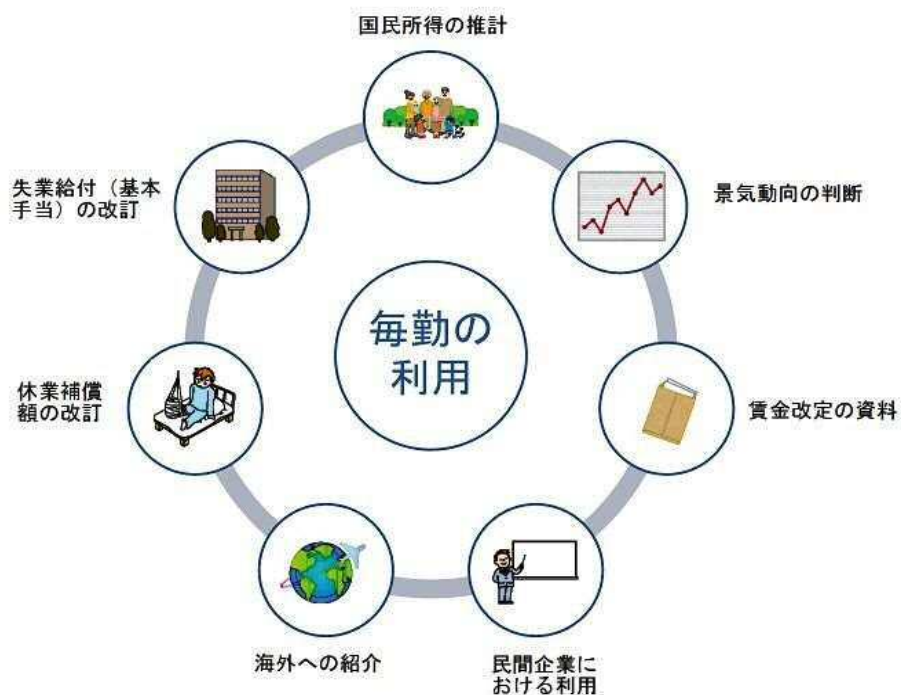 国民所得の推計
景気動向の判断
賃金改定の資料
民間企業に
おける利用
海外への紹介
休業補償
額の改訂
失業給付（基本
手当）の改訂
毎勤の
利用